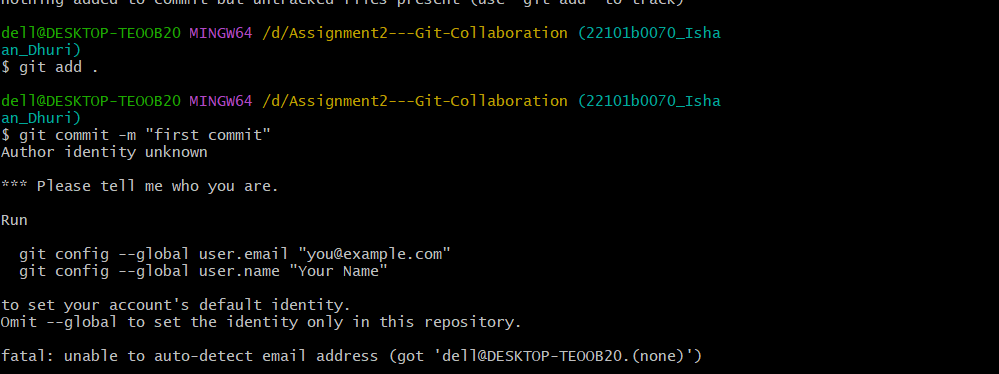 nothing added to commit but untracked files present (use "git add" to track)
dell@DESKTOP-TEOOB2O MINGW64 /d/Assignment2---Git-Collaboration (22101b0070_Isha
an_Dhuri)
$ git add .
dell@DESKTOP-TEOOB2O MINGW64 /d/Assignment2---Git-Collaboration (22101b0070_Isha
an_Dhuri)
$ git commit -m "first commit"
Author identity unknown
*** Please tell me who you are.
Run
git config --global user.email "you@example.com"
git config --global user.name "Your Name"
to set your account's default identity.
Omit --global to set the identity only in this repository.
fatal: unable to auto-detect email address (got 'dell@DESKTOP-TEOOB2O.(none)')